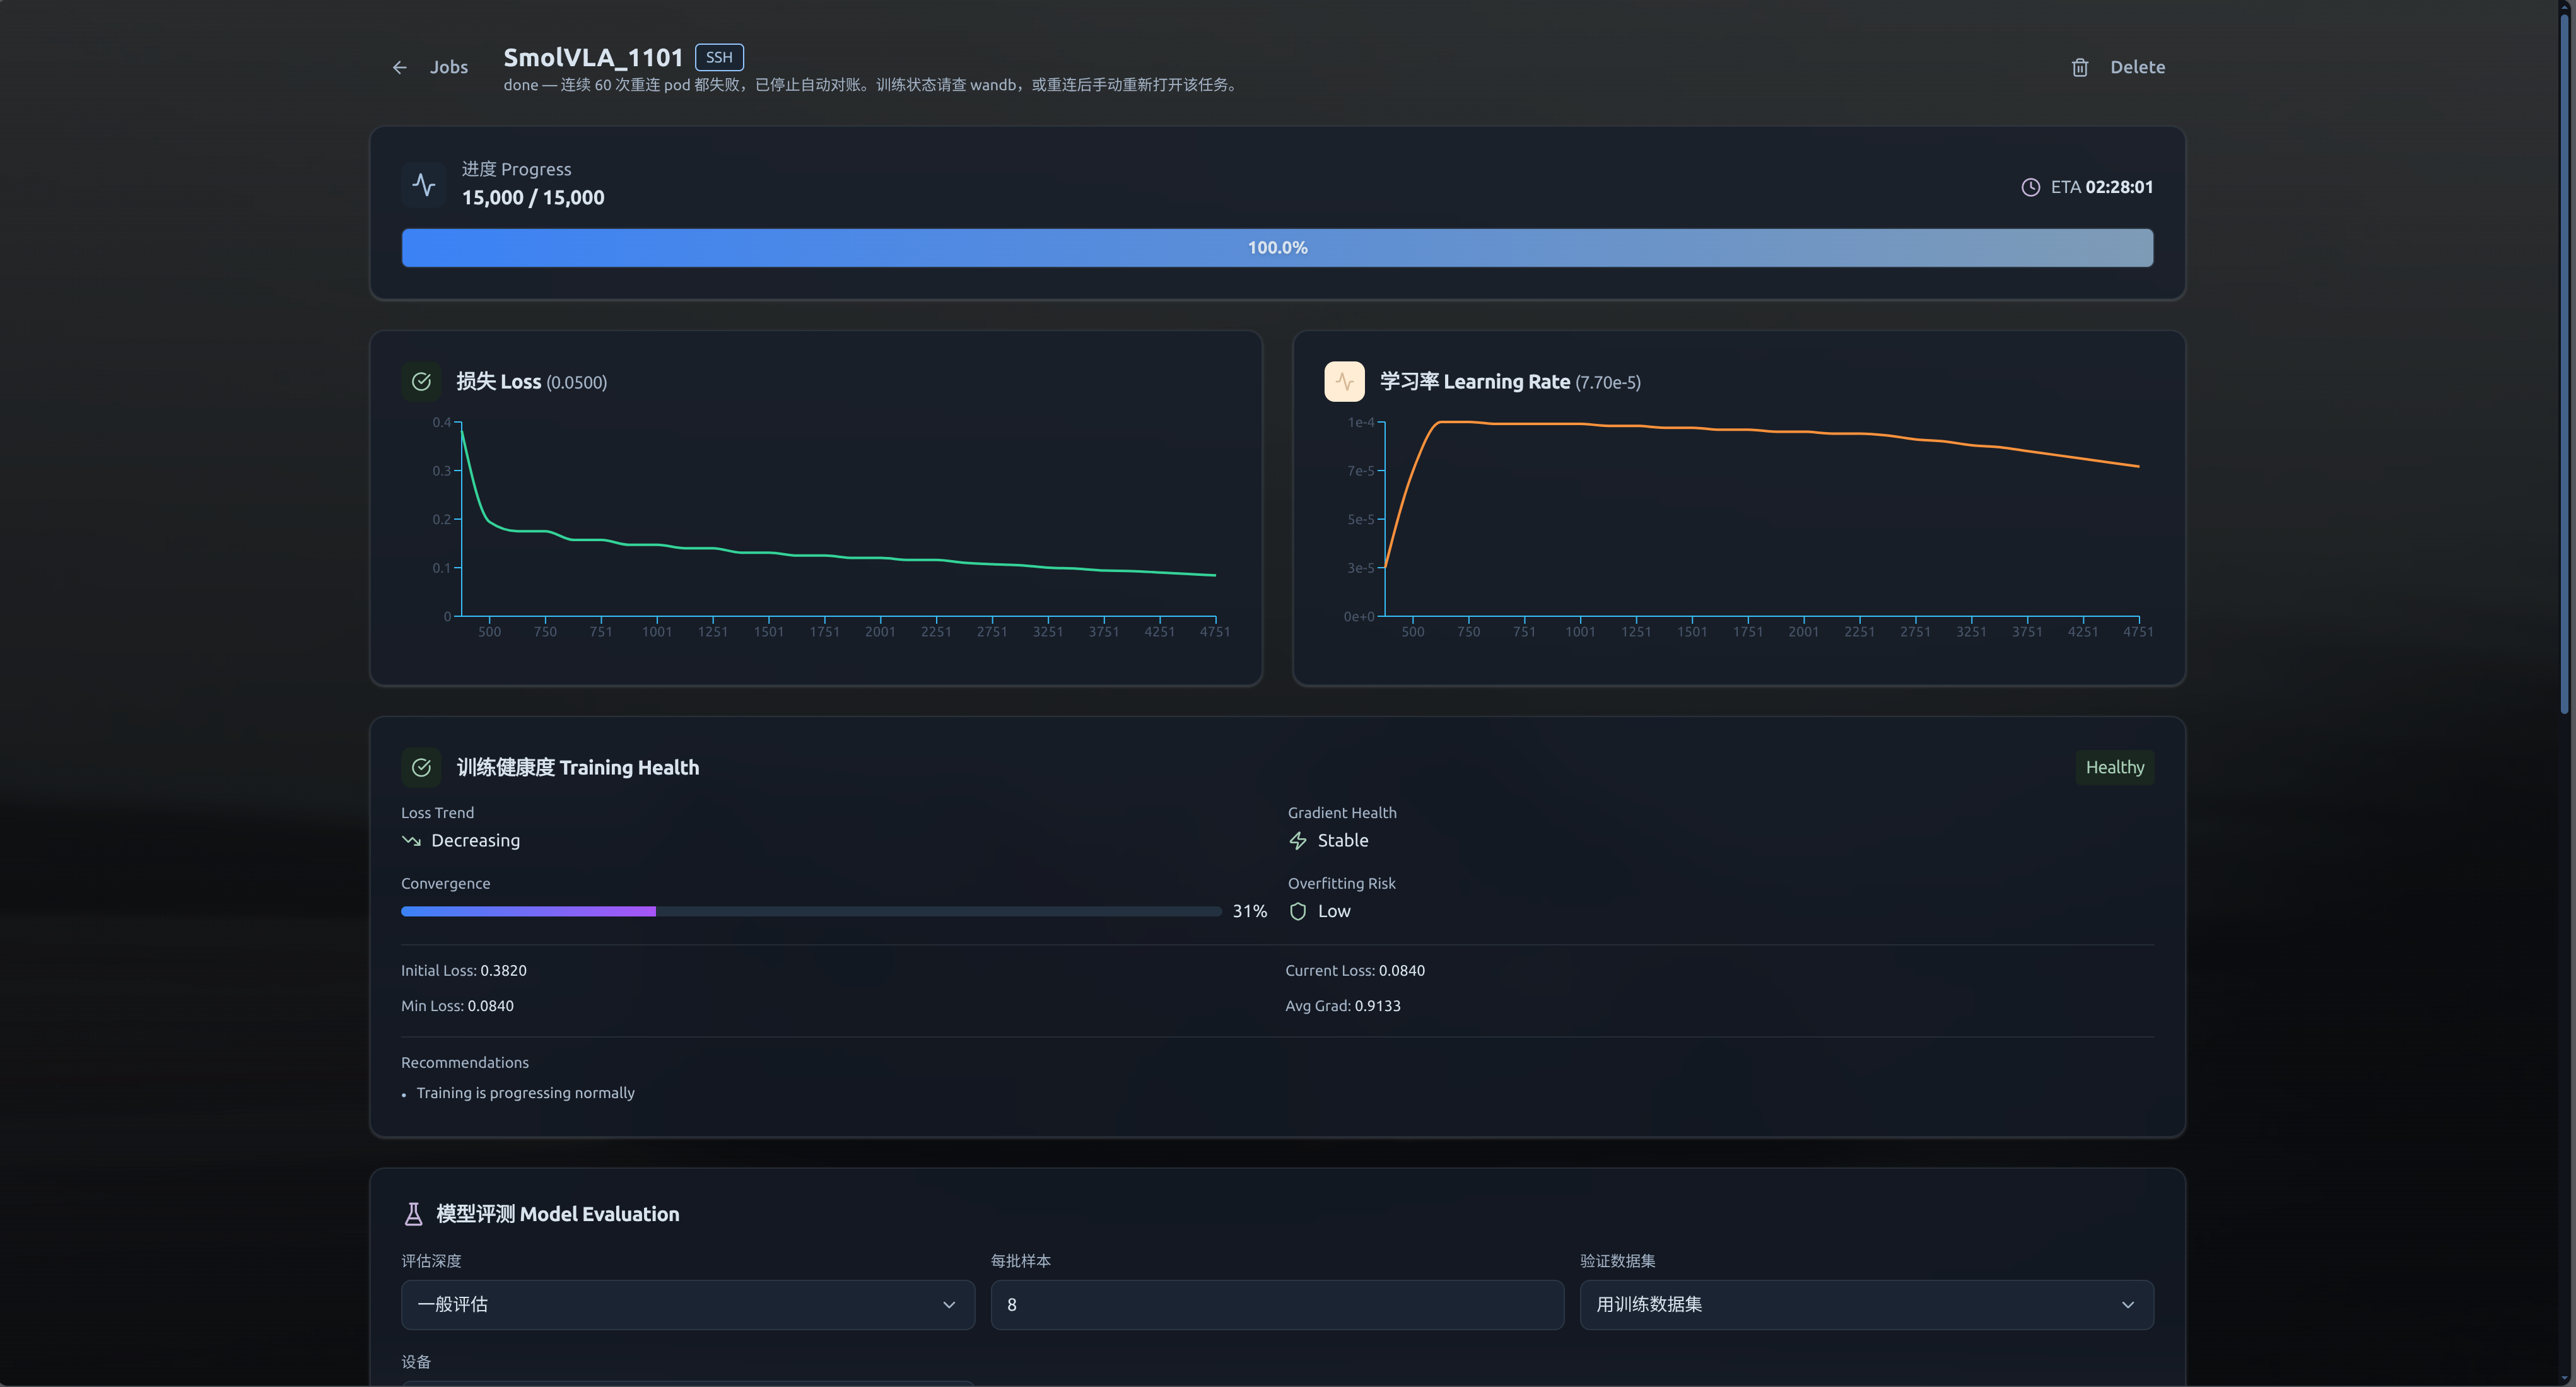 Jobs
SmolVLA_1101 SSH
done — 连续 60 次重连 pod 都失败，已停止自动对账。训练状态请查 wandb，或重连后手动重新打开该任务。
Delete
进度 Progress
15,000 / 15,000
ETA 02:28:01
100.0%
损失 Loss (0.0500)
0.4
0.3
0.2
0.1
0
500 750 751 1001 1251 1501 1751 2001 2251 2751 3251 3751 4251 4751
学习率 Learning Rate (7.70e-5)
1e-4
7e-5
5e-5
3e-5
0e+0
500 750 751 1001 1251 1501 1751 2001 2251 2751 3251 3751 4251 4751
训练健康度 Training Health
Healthy
Loss Trend
Decreasing
Gradient Health
Stable
Convergence
31%
Overfitting Risk
Low
Initial Loss: 0.3820
Current Loss: 0.0840
Min Loss: 0.0840
Avg Grad: 0.9133
Recommendations
• Training is progressing normally
模型评测 Model Evaluation
评估深度
一般评估
每批样本
8
验证数据集
用训练数据集
设备